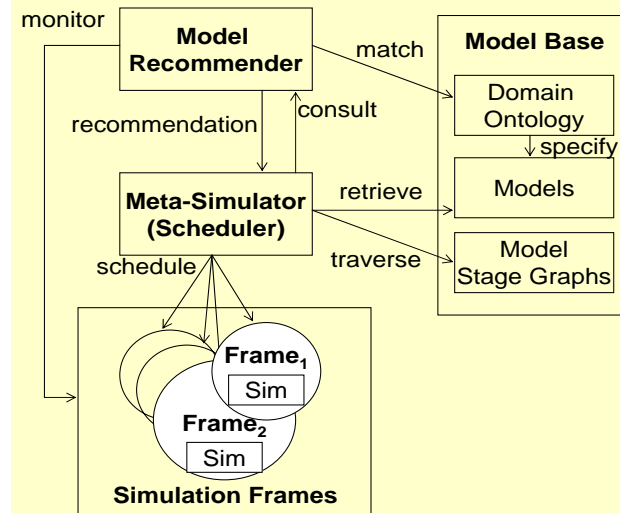 monitor
Model
Recommender
match
Model Base
Domain
Ontology
recommendation
consult
specify
Meta-Simulator
(Scheduler)
retrieve
Models
schedule
traverse
Model
Stage Graphs
Frame1
Sim
Frame2
Sim
Simulation Frames